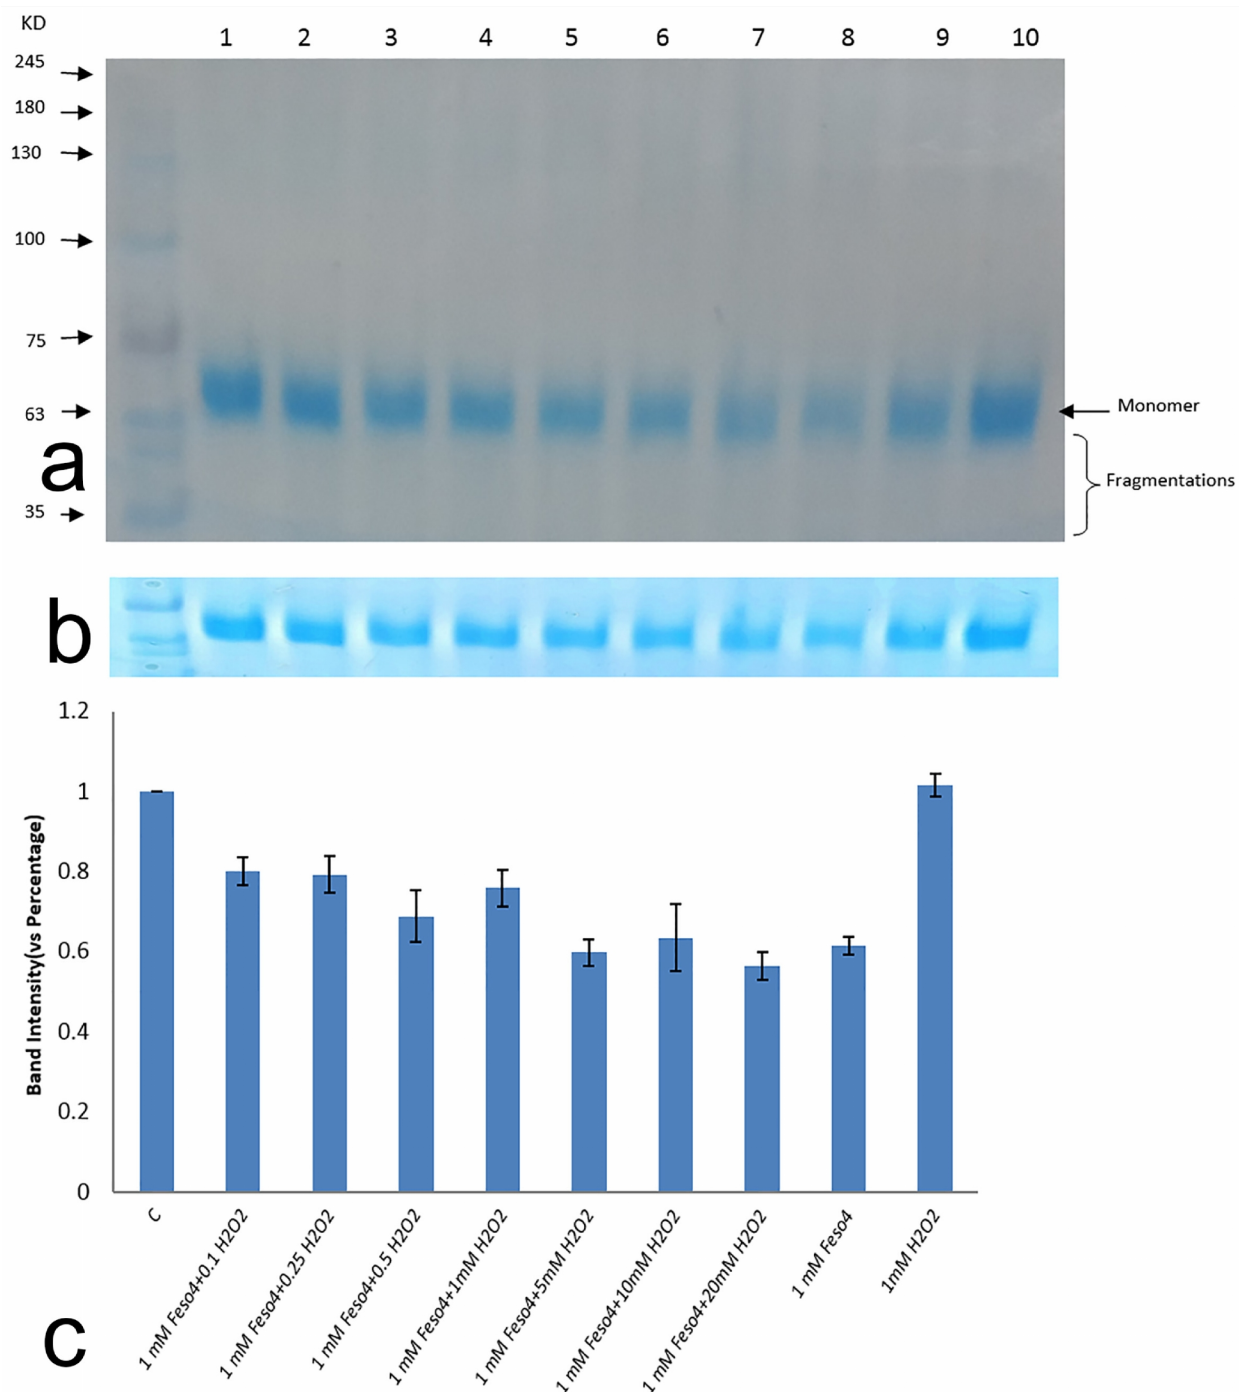 KD
1 2 3 4 5 6 7 8 9 10
245
180
130
100
75
63
35
Monomer
Fragmentations
a
b
1.2
1
0.8
0.6
0.4
0.2
0
Band Intensity(vs Percentage)
C
1 mM Feso4+0.1 H2O2
1 mM Feso4+0.25 H2O2
1 mM Feso4+0.5 H2O2
1 mM Feso4+1mM H2O2
1 mM Feso4+5mM H2O2
1 mM Feso4+10mM H2O2
1 mM Feso4+20mM H2O2
1 mM Feso4
1mM H2O2
c